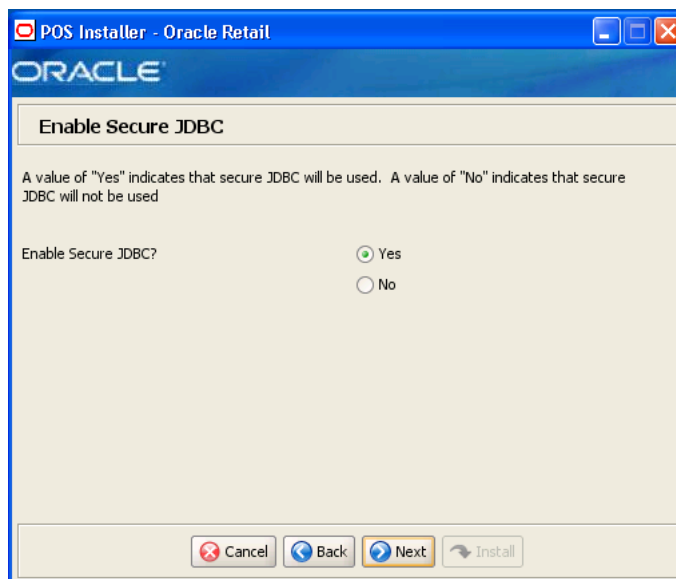 POS Installer - Oracle Retail
ORACLE
Enable Secure JDBC
A value of "Yes" indicates that secure JDBC will be used. A value of "No" indicates that secure
JDBC will not be used
Enable Secure JDBC?
Yes
No
Cancel
Back
Next
Install